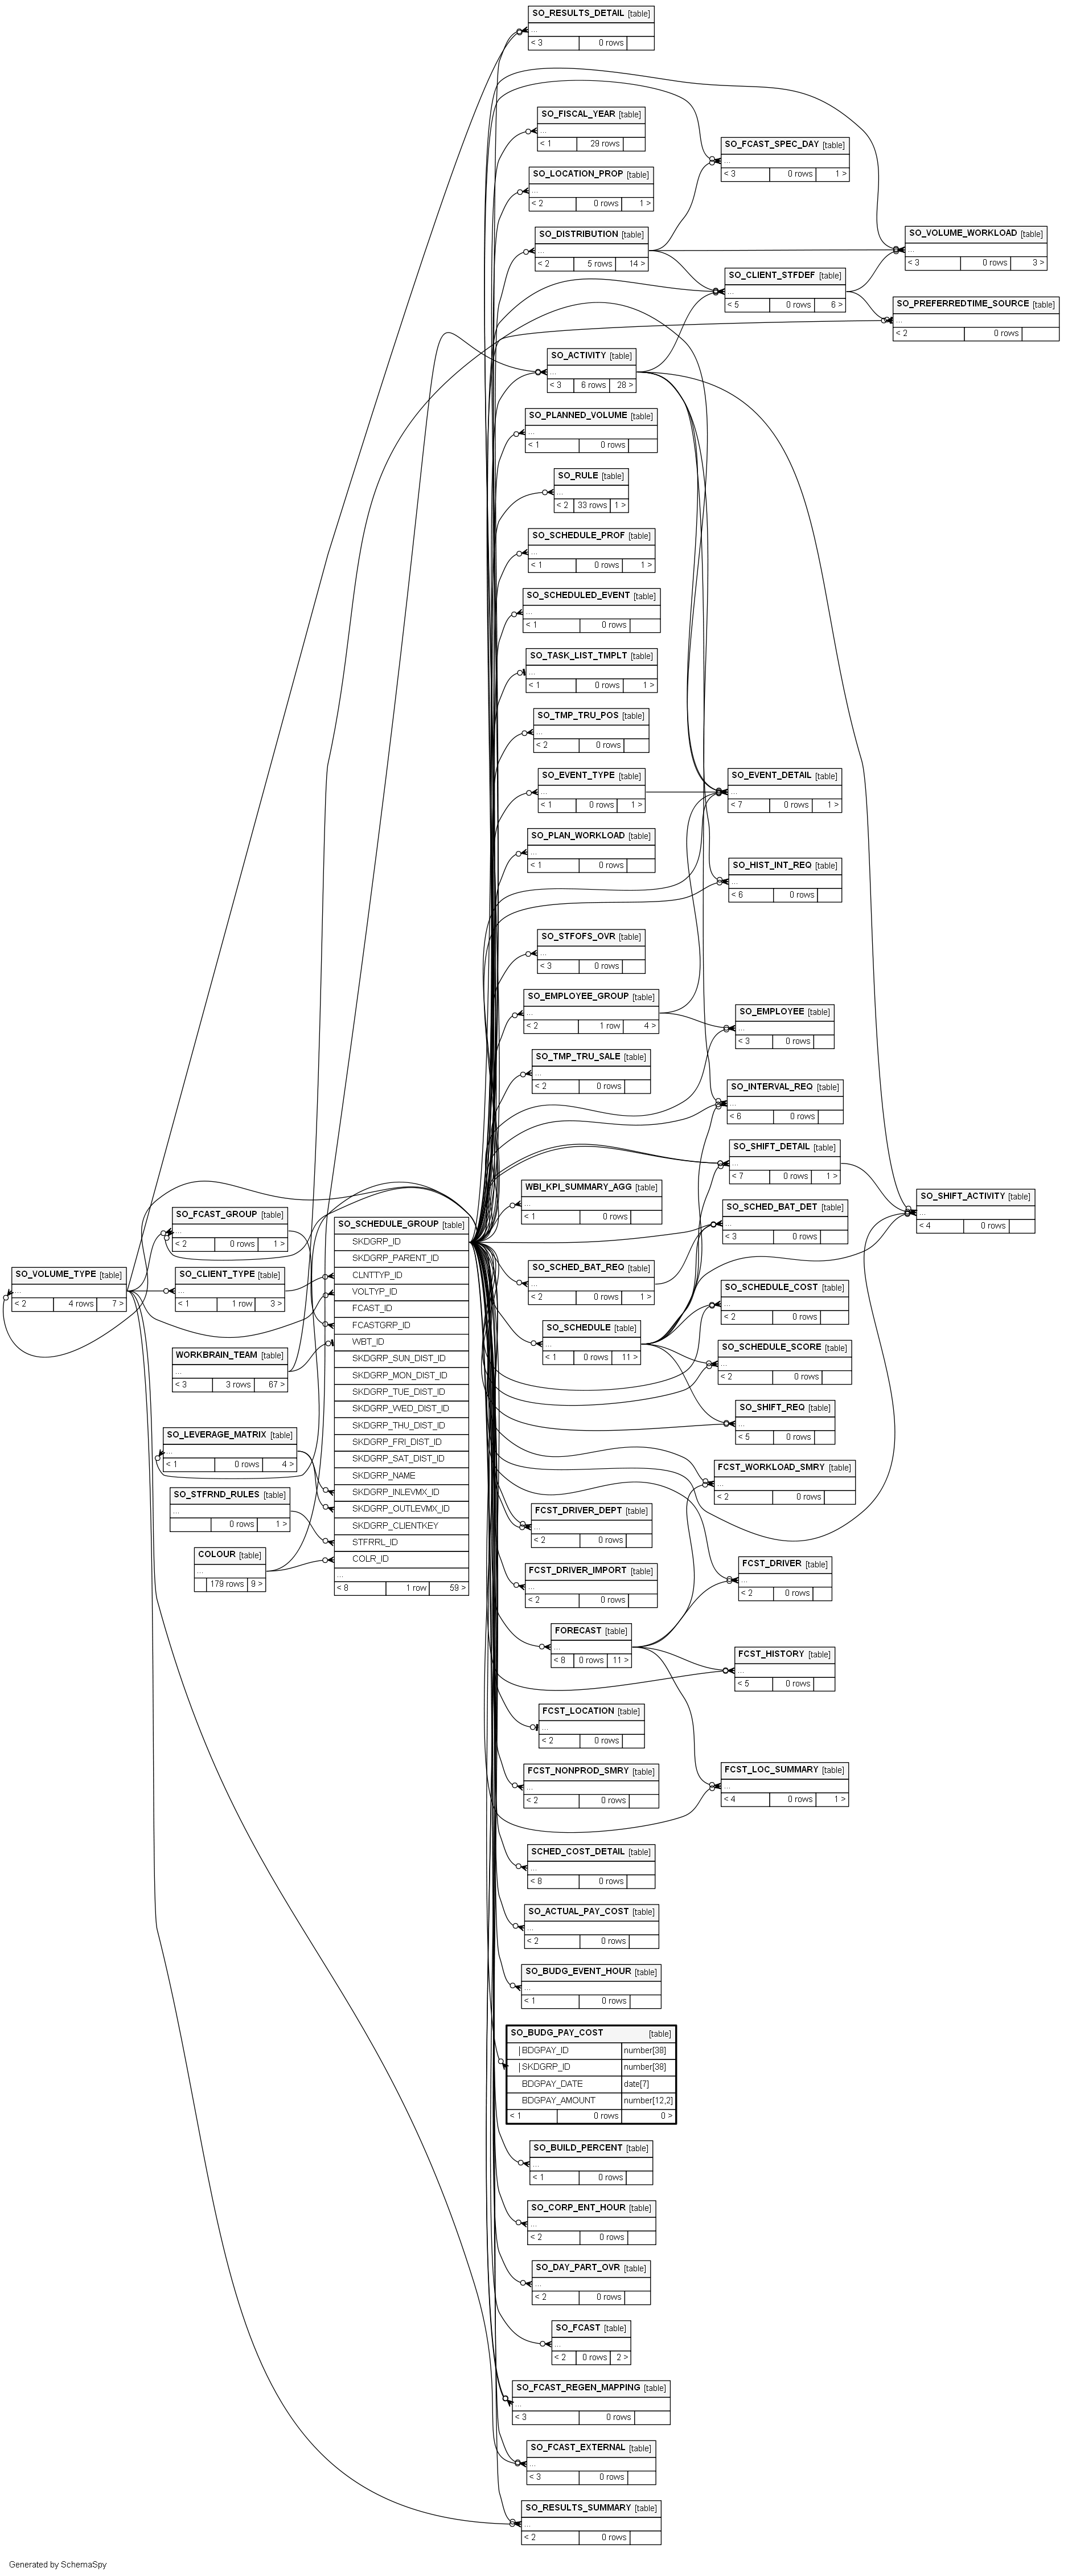 SO_RESULTS_DETAIL [table]
...
< 3 0 rows
SO_FISCAL_YEAR [table]
...
< 1 29 rows
SO_FCAST_SPEC_DAY [table]
...
< 3 0 rows 1 >
SO_LOCATION_PROP [table]
...
< 2 0 rows 1 >
SO_DISTRIBUTION [table]
...
< 2 5 rows 14 >
SO_VOLUME_WORKLOAD [table]
...
< 3 0 rows 3 >
SO_CLIENT_STFDEF [table]
...
< 5 0 rows 6 >
SO_PREFERREDTIME_SOURCE [table]
...
< 2 0 rows
SO_ACTIVITY [table]
...
< 3 6 rows 28 >
SO_PLANNED_VOLUME [table]
...
< 1 0 rows
SO_RULE [table]
...
< 2 33 rows 1 >
SO_SCHEDULE_PROF [table]
...
< 1 0 rows 1 >
SO_SCHEDULED_EVENT [table]
...
< 1 0 rows
SO_TASK_LIST_TMPLT [table]
...
< 1 0 rows 1 >
SO_TMP_TRU_POS [table]
...
< 2 0 rows
SO_EVENT_TYPE [table]
...
< 1 0 rows 1 >
SO_EVENT_DETAIL [table]
...
< 7 0 rows 1 >
SO_PLAN_WORKLOAD [table]
...
< 1 0 rows
SO_HIST_INT_REQ [table]
...
< 6 0 rows
SO_STFOFS_OVR [table]
...
< 3 0 rows
SO_EMPLOYEE_GROUP [table]
...
< 2 1 row 4 >
SO_EMPLOYEE [table]
...
< 3 0 rows
SO_TMP_TRU_SALE [table]
...
< 2 0 rows
SO_INTERVAL_REQ [table]
...
< 6 0 rows
SO_SHIFT_DETAIL [table]
...
< 7 0 rows 1 >
WBI_KPI_SUMMARY_AGG [table]
...
< 1 0 rows
SO_SHIFT_ACTIVITY [table]
...
< 4 0 rows
SO_SCHED_BAT_DET [table]
...
< 3 0 rows
SO_FCAST_GROUP [table]
...
< 2 0 rows 1 >
SO_VOLUME_TYPE [table]
...
< 2 4 rows 7 >
SO_CLIENT_TYPE [table]
...
< 1 1 row 3 >
WORKBRAIN_TEAM [table]
...
< 3 3 rows 67 >
SO_LEVERAGE_MATRIX [table]
...
< 1 0 rows 4 >
SO_STFRND_RULES [table]
...
0 rows 1 >
COLOUR [table]
...
179 rows 9 >
SO_SCHEDULE_GROUP [table]
SKDGRP_ID
SKDGRP_PARENT_ID
CLNTTYP_ID
VOLTYP_ID
FCAST_ID
FCASTGRP_ID
WBT_ID
SKDGRP_SUN_DIST_ID
SKDGRP_MON_DIST_ID
SKDGRP_TUE_DIST_ID
SKDGRP_WED_DIST_ID
SKDGRP_THU_DIST_ID
SKDGRP_FRI_DIST_ID
SKDGRP_SAT_DIST_ID
SKDGRP_NAME
SKDGRP_INLEVMX_ID
SKDGRP_OUTLEVMX_ID
SKDGRP_CLIENTKEY
STFRRL_ID
COLR_ID
...
< 8 1 row 59 >
SO_SCHED_BAT_REQ [table]
...
< 2 0 rows 1 >
SO_SCHEDULE_COST [table]
...
< 2 0 rows
SO_SCHEDULE [table]
...
< 1 0 rows 11 >
SO_SCHEDULE_SCORE [table]
...
< 2 0 rows
SO_SHIFT_REQ [table]
...
< 5 0 rows
FCST_WORKLOAD_SMRY [table]
...
< 2 0 rows
FCST_DRIVER_DEPT [table]
...
< 2 0 rows
FCST_DRIVER_IMPORT [table]
...
< 2 0 rows
FCST_DRIVER [table]
...
< 2 0 rows
FORECAST [table]
...
< 8 0 rows 11 >
FCST_HISTORY [table]
...
< 5 0 rows
FCST_LOCATION [table]
...
< 2 0 rows
FCST_NONPROD_SMRY [table]
...
< 2 0 rows
FCST_LOC_SUMMARY [table]
...
< 4 0 rows 1 >
SCHED_COST_DETAIL [table]
...
< 8 0 rows
SO_ACTUAL_PAY_COST [table]
...
< 2 0 rows
SO_BUDG_EVENT_HOUR [table]
...
< 1 0 rows
SO_BUDG_PAY_COST [table]
BDGPAY_ID number[38]
SKDGRP_ID number[38]
BDGPAY_DATE date[7]
BDGPAY_AMOUNT number[12,2]
< 1 0 rows 0 >
SO_BUILD_PERCENT [table]
...
< 1 0 rows
SO_CORP_ENT_HOUR [table]
...
< 2 0 rows
SO_DAY_PART_OVR [table]
...
< 2 0 rows
SO_FCAST [table]
...
< 2 0 rows 2 >
SO_FCAST_REGEN_MAPPING [table]
...
< 3 0 rows
SO_FCAST_EXTERNAL [table]
...
< 3 0 rows
SO_RESULTS_SUMMARY [table]
...
< 2 0 rows
Generated by SchemaSpy